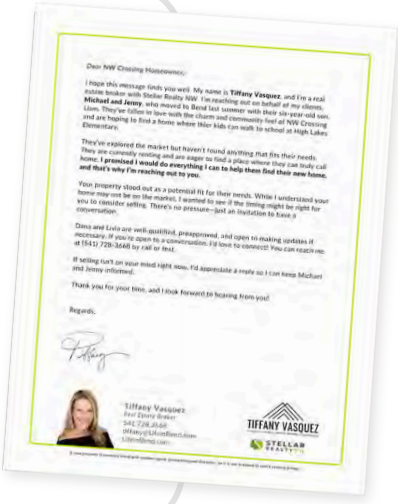 Dear NW Crossing Homeowner,
I hope this message finds you well. My name is Tiffany Vasquez, and I'm a real
estate broker with Stellar Realty NW. I'm reaching out on behalf of my clients,
Michael and Jenny, who moved to Bend last summer with their six-year-old son,
Liam. They've fallen in love with the charm and community feel of NW Crossing
and are hoping to find a home where thier kids can walk to school at High Lakes
Elementary.
They've explored the market but haven't found anything that fits their needs.
They are currently renting and are eager to find a place where they can truly call
home. I promised I would do everything I can to help them find their new home,
and that's why I'm reaching out to you.
Your property stood out as a potential fit for their needs. While I understand your
home may not be on the market, I wanted to see if the timing might be right for
you to consider selling. There's no pressure—just an invitation to have a
conversation.
Dana and Livio are well-qualified, preapproved, and open to making updates if
necessary. If you're open to a conversation, I'd love to connect! You can reach me
at (541) 728-3668 by call or text.
If selling isn't on your mind right now, I'd appreciate a reply so I can keep Michael
and Jenny informed.
Thank you for your time, and I look forward to hearing from you!
Regards,
Tiffany Vasquez
Real Estate Broker
541.728.3668
TIFFANY VASQUEZ
STELLAR
REALTY NW